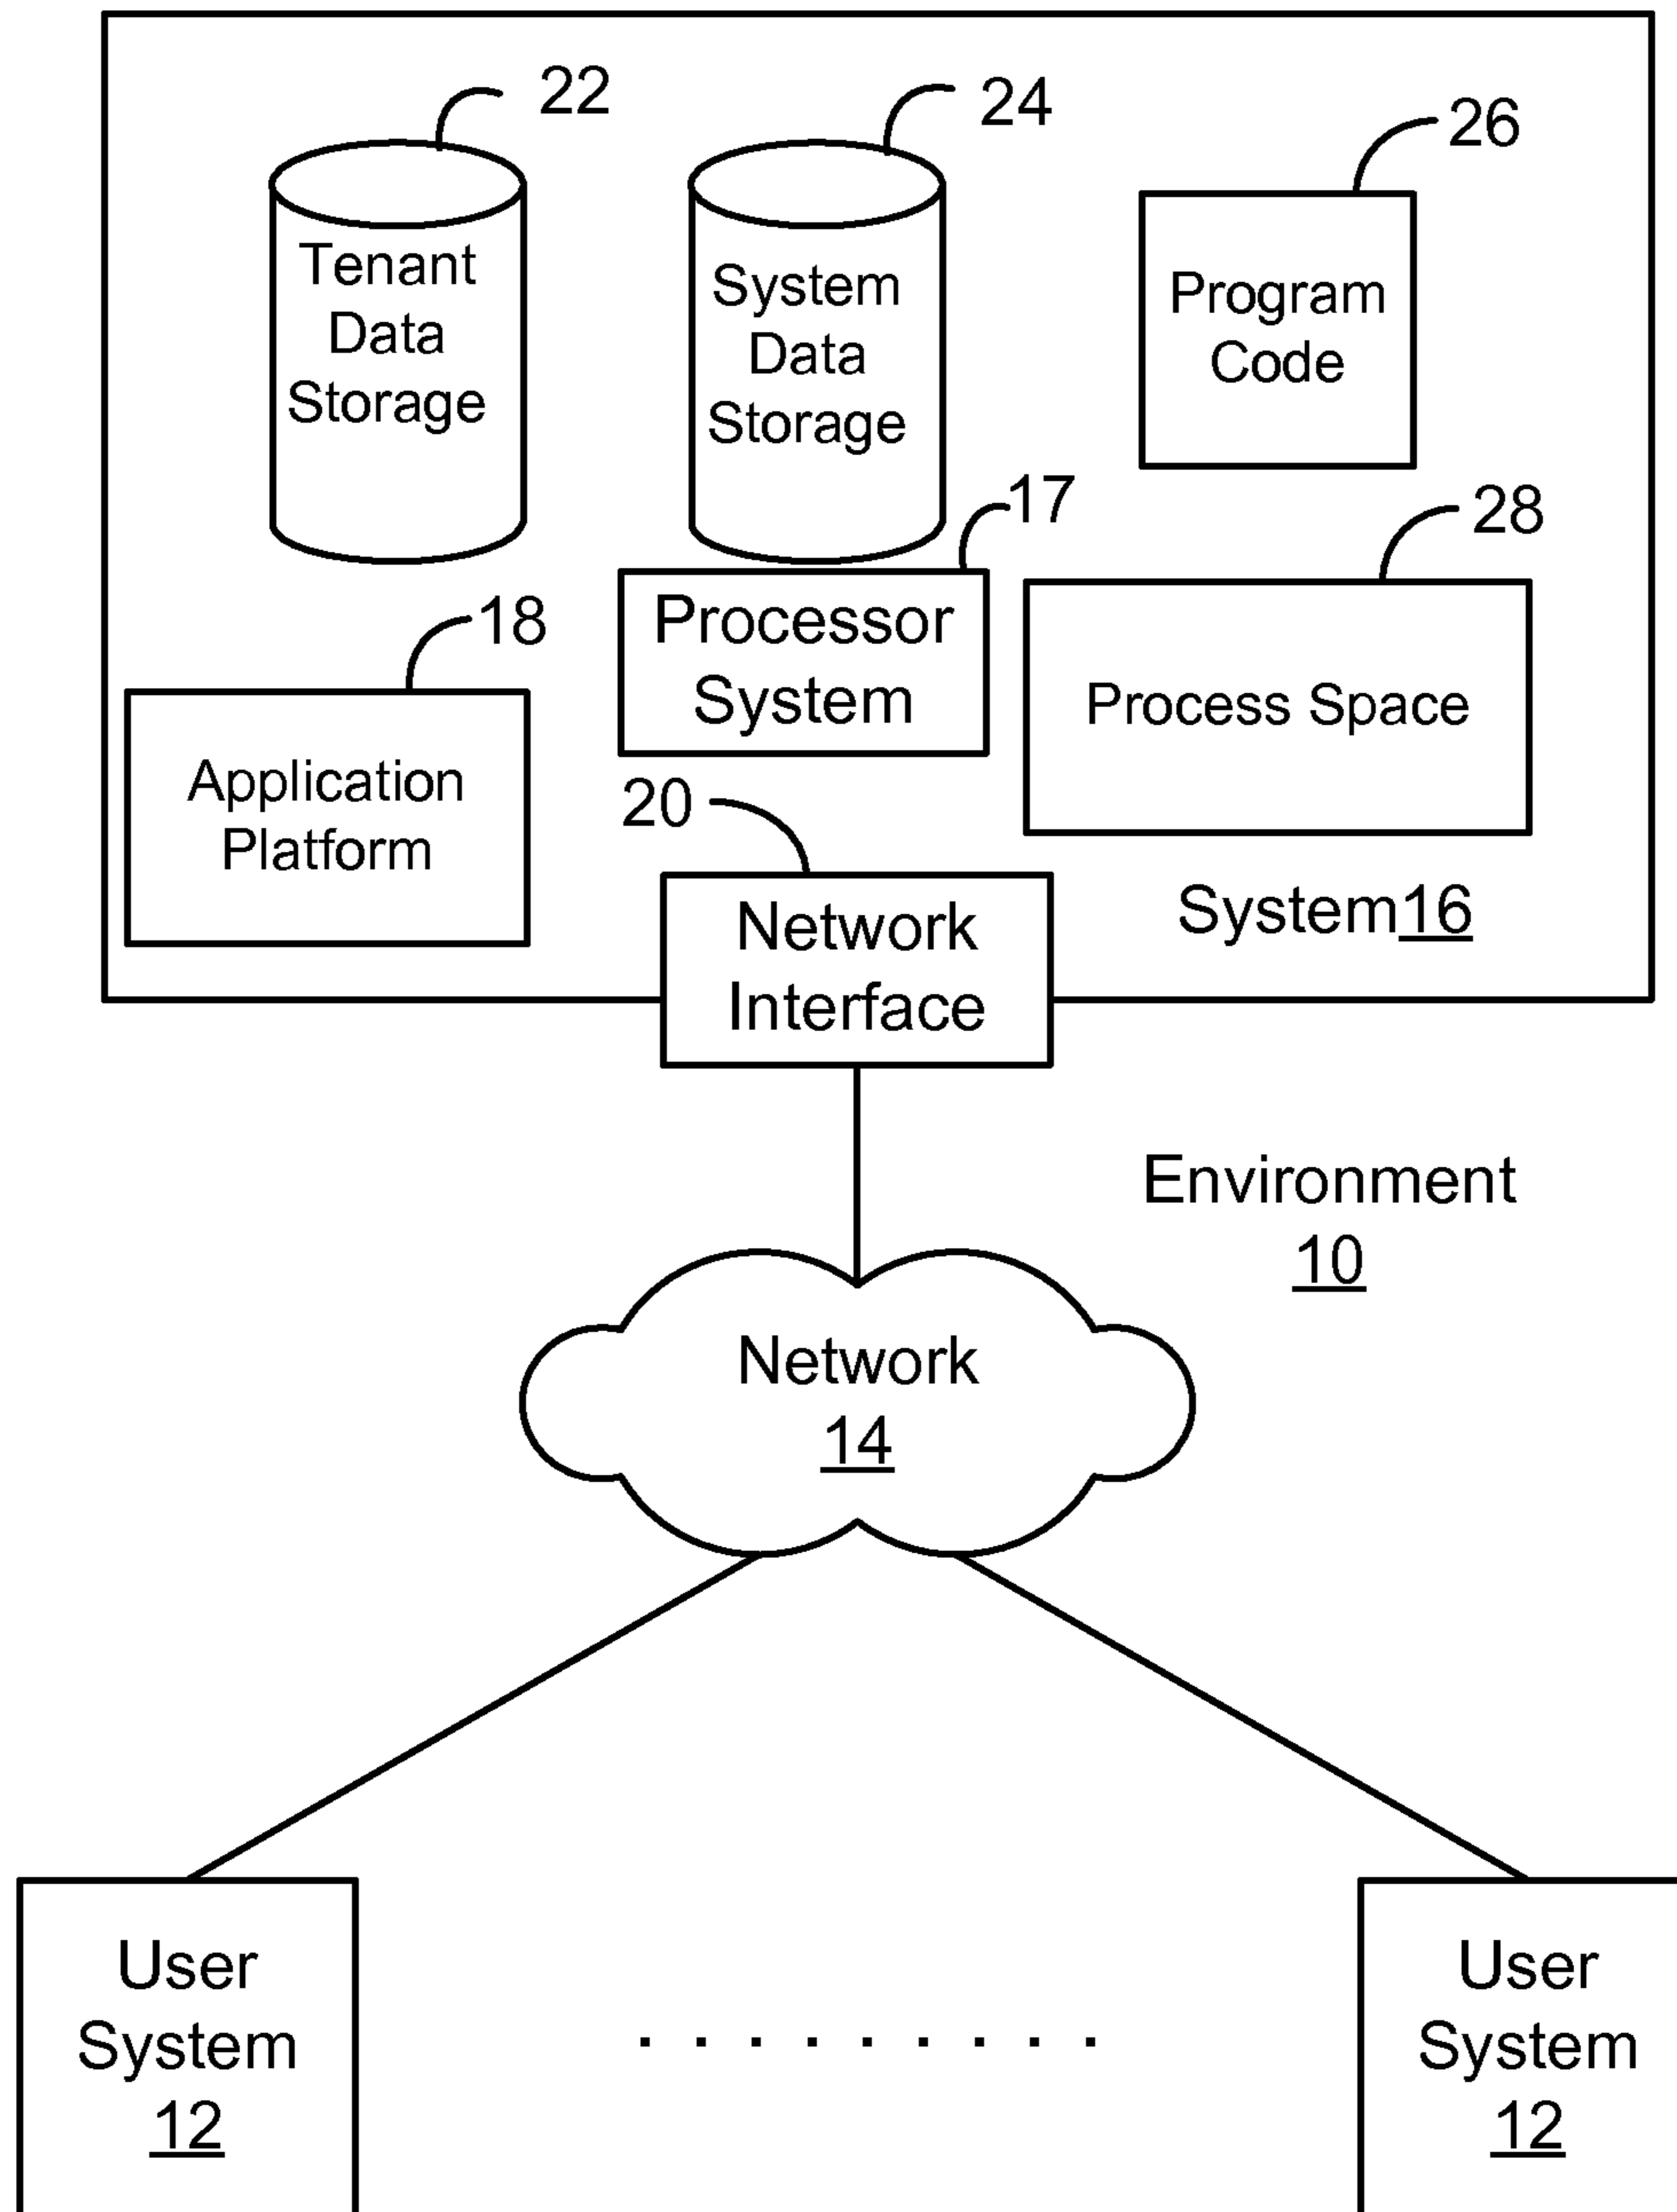 22
24
26
Tenant
Data
Storage
System
Data
Storage
Program
Code
17
28
18
Processor
System
Process Space
Application
Platform
20
System16
Network
Interface
Environment
10
Network
14
User
System
12
. . . . . . . . .
User
System
12